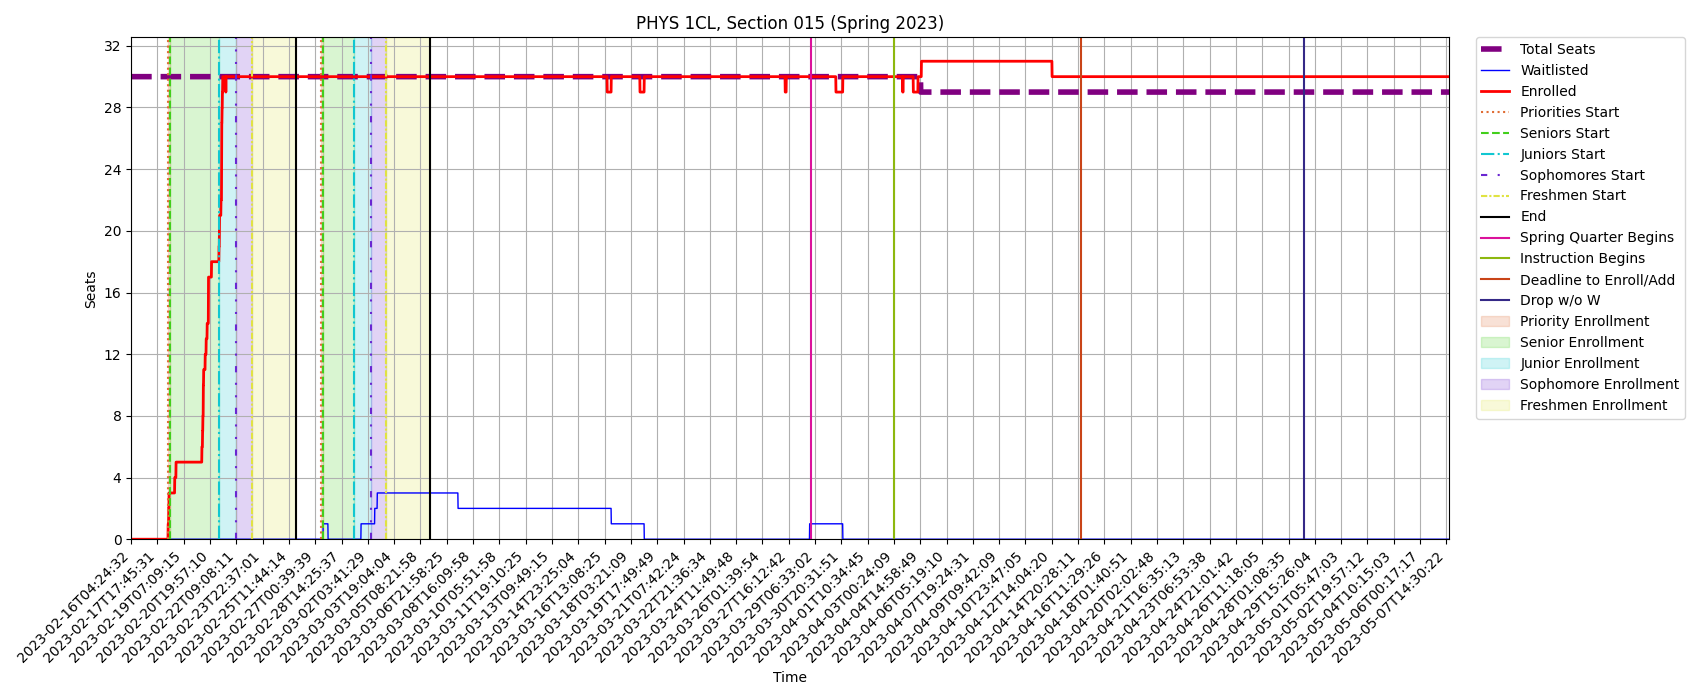 PHYS 1CL, Section 015 (Spring 2023)
Seats
32
28
24
20
16
12
8
4
0
2023-02-16T04:24:32
2023-02-17T17:45:31
2023-02-19T07:09:15
2023-02-20T19:57:10
2023-02-22T09:08:11
2023-02-23T22:37:01
2023-02-25T11:44:14
2023-02-27T00:39:39
2023-02-28T14:25:37
2023-03-02T03:41:29
2023-03-03T19:04:04
2023-03-05T08:21:58
2023-03-06T21:58:25
2023-03-08T16:09:58
2023-03-10T05:51:58
2023-03-11T19:10:25
2023-03-13T09:49:15
2023-03-14T23:25:04
2023-03-16T13:08:25
2023-03-18T03:21:09
2023-03-19T17:49:49
2023-03-21T07:42:24
2023-03-22T21:36:34
2023-03-24T11:49:48
2023-03-26T01:39:54
2023-03-27T16:12:42
2023-03-29T06:33:02
2023-03-30T20:31:51
2023-04-01T10:34:45
2023-04-03T00:24:09
2023-04-04T14:58:49
2023-04-06T05:19:10
2023-04-07T19:24:31
2023-04-09T09:42:09
2023-04-10T23:47:05
2023-04-12T14:04:20
2023-04-14T20:28:11
2023-04-16T11:29:26
2023-04-18T01:40:51
2023-04-20T02:02:48
2023-04-21T16:35:13
2023-04-23T06:53:38
2023-04-24T21:01:42
2023-04-26T11:18:05
2023-04-28T01:08:35
2023-04-29T15:26:04
2023-05-01T05:47:03
2023-05-02T19:57:12
2023-05-04T10:15:03
2023-05-06T00:17:17
2023-05-07T14:30:22
Time
Total Seats
Waitlisted
Enrolled
Priorities Start
Seniors Start
Juniors Start
Sophomores Start
Freshmen Start
End
Spring Quarter Begins
Instruction Begins
Deadline to Enroll/Add
Drop w/o W
Priority Enrollment
Senior Enrollment
Junior Enrollment
Sophomore Enrollment
Freshmen Enrollment